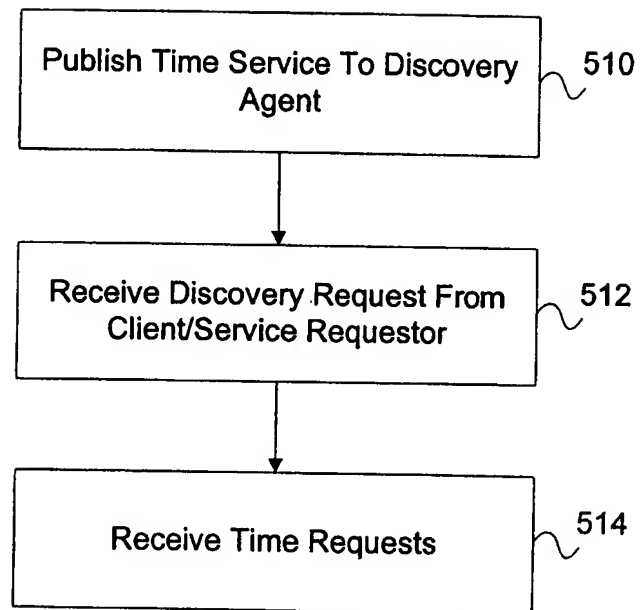 Publish Time Service To Discovery
Agent
510
Receive Discovery Request From
Client/Service Requestor
512
Receive Time Requests
514